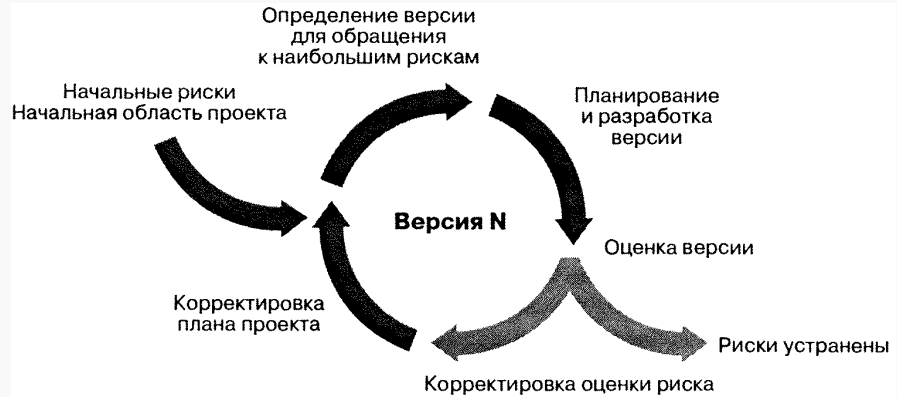 Определение версии
для обращения
к наибольшим рискам
Начальные риски
Начальная область проекта
Планирование
и разработка
версии
Версия N
Оценка версии
Корректировка
плана проекта
Риски устранены
Корректировка оценки риска